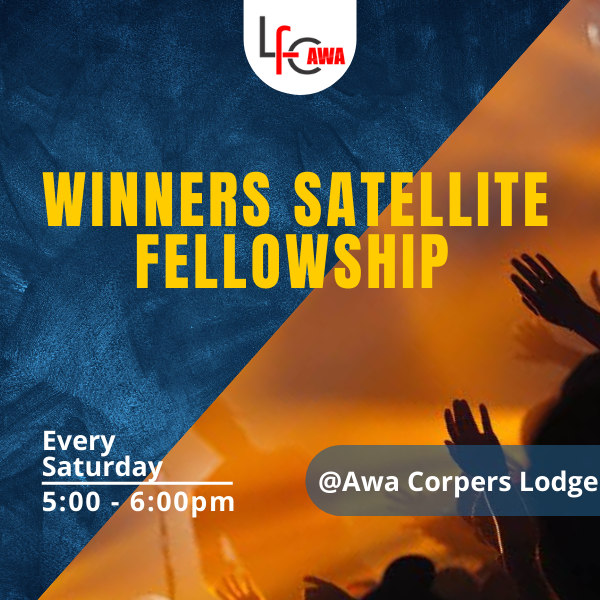 LFC AWA
WINNERS SATELLITE
FELLOWSHIP
Every
Saturday
5:00 - 6:00pm
@Awa Corpers Lodge